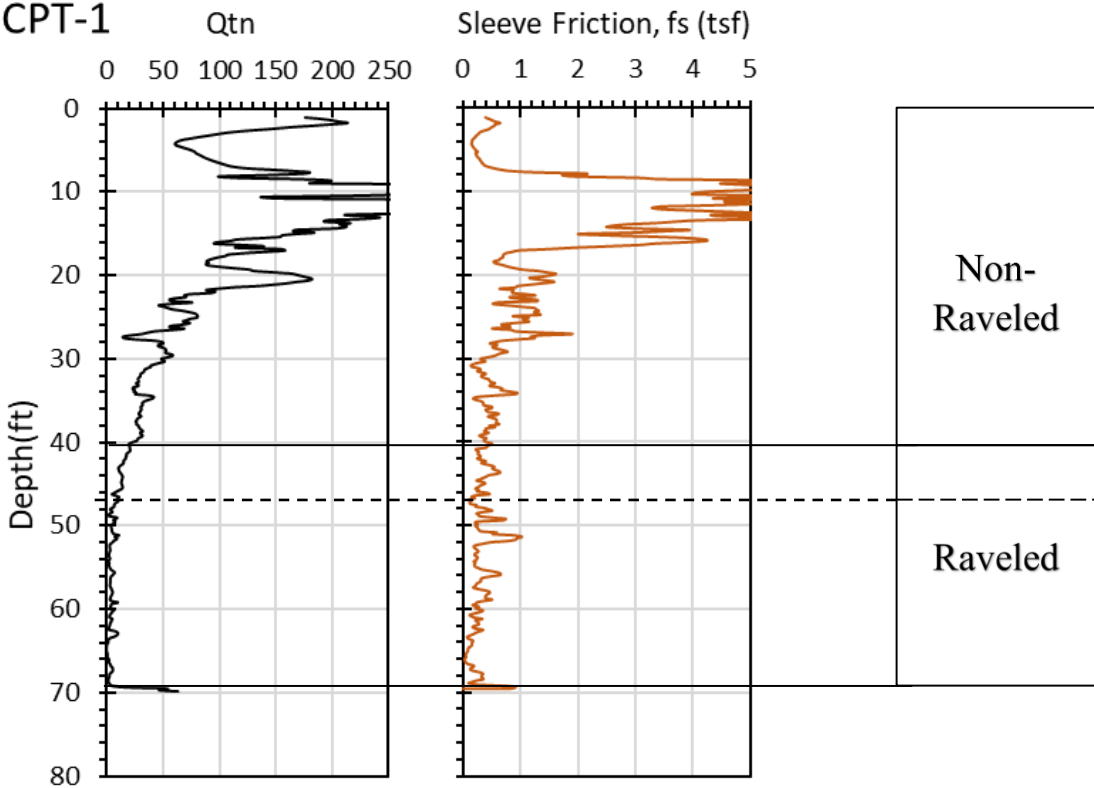 CPT-1
Qtn
Sleeve Friction, fs (tsf)
0 50 100 150 200 250
0 1 2 3 4 5
0
10
20
30
40
50
60
70
80
Depth(ft)
Non-
Raveled
Raveled